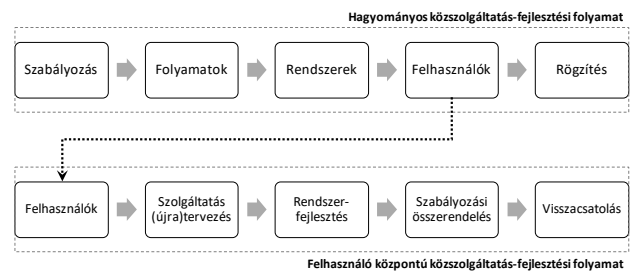 Hagyományos közszolgáltatás-fejlesztési folyamat
Szabályozás
Folyamatok
Rendszerek
Felhasználók
Rögzítés
Felhasználók
Szolgáltatás
(újra)tervezés
Rendszer-
fejlesztés
Szabályozási
összerendelés
Visszacsatolás
Felhasználó központú közszolgáltatás-fejlesztési folyamat